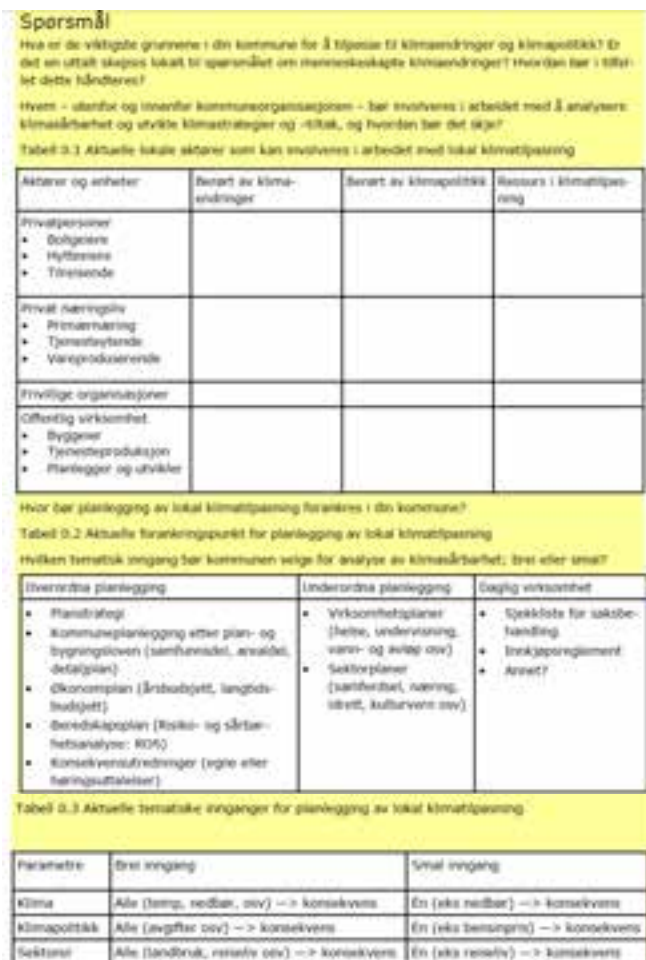 Spørsmål
Hva er de viktigste grunnene i din kommune for å tilpasse til klimaendringer og klimapolitikk? Er
det en uttalt skepsis lokalt til spørsmålet om menneskeskapte klimaendringer? Hvordan bør i tilfel-
let dette håndteres?
Hvem – utenfor og innenfor kommuneorganisasjonen – bør involveres i arbeidet med å analysere
klimasårbarhet og utvikle klimastrategier og -tiltak, og hvordan bør det skje?
Tabell 0.1 Aktuelle lokale aktører som kan involveres i arbeidet med lokal klimatilpasning
Aktører og enheter
Berørt av klima-
endringer
Berørt av klimapolitikk
Ressurs i klimatilpas-
ning
Privatpersoner
• Boligeiere
• Hytteeiere
• Tilreisende
Privat næringsliv
• Primærnæring
• Tjenesteytende
• Vareproduserende
Frivillige organisasjoner
Offentlig virksomhet
• Byggeier
• Tjenesteproduksjon
• Planlegger og utvikler
Hvor bør planlegging av lokal klimatilpasning forankres i din kommune?
Tabell 0.2 Aktuelle forankringspunkt for planlegging av lokal klimatilpasning
Hvilken tematisk inngang bør kommunen velge for analyse av klimasårbarhet; brei eller smal?
Overordna planlegging
• Planstrategi
• Kommuneplanlegging etter plan- og
bygningsloven (samfunnsdel, arealdel,
detaljplan)
• Økonomiplan (årsbudsjett, langtids-
budsjett)
• Beredskapsplan (Risiko- og sårbar-
hetsanalyse: ROS)
• Konsekvensutredninger (egne eller
høringsuttalelser)
Underordna planlegging
• Virksomhetsplaner
(helse, undervisning,
vann- og avløp osv)
• Sektorplaner
(samferdsel, næring,
idrett, kulturvern osv)
Daglig virksomhet
• Sjekkliste for saksbe-
handling
• Innkjøpsreglement
• Annet?
Tabell 0.3 Aktuelle tematiske innganger for planlegging av lokal klimatilpasning
Parametre
Brei inngang
Smal inngang
Klima
Alle (temp, nedbør, osv) —> konsekvens
En (eks nedbør) —> konsekvens
Klimapolitikk
Alle (avgifter osv) —> konsekvens
En (eks bensinpris) —> konsekvens
Sektorer
Alle (landbruk, reiseliv osv) —> konsekvens
En (eks reiseliv) —> konsekvens